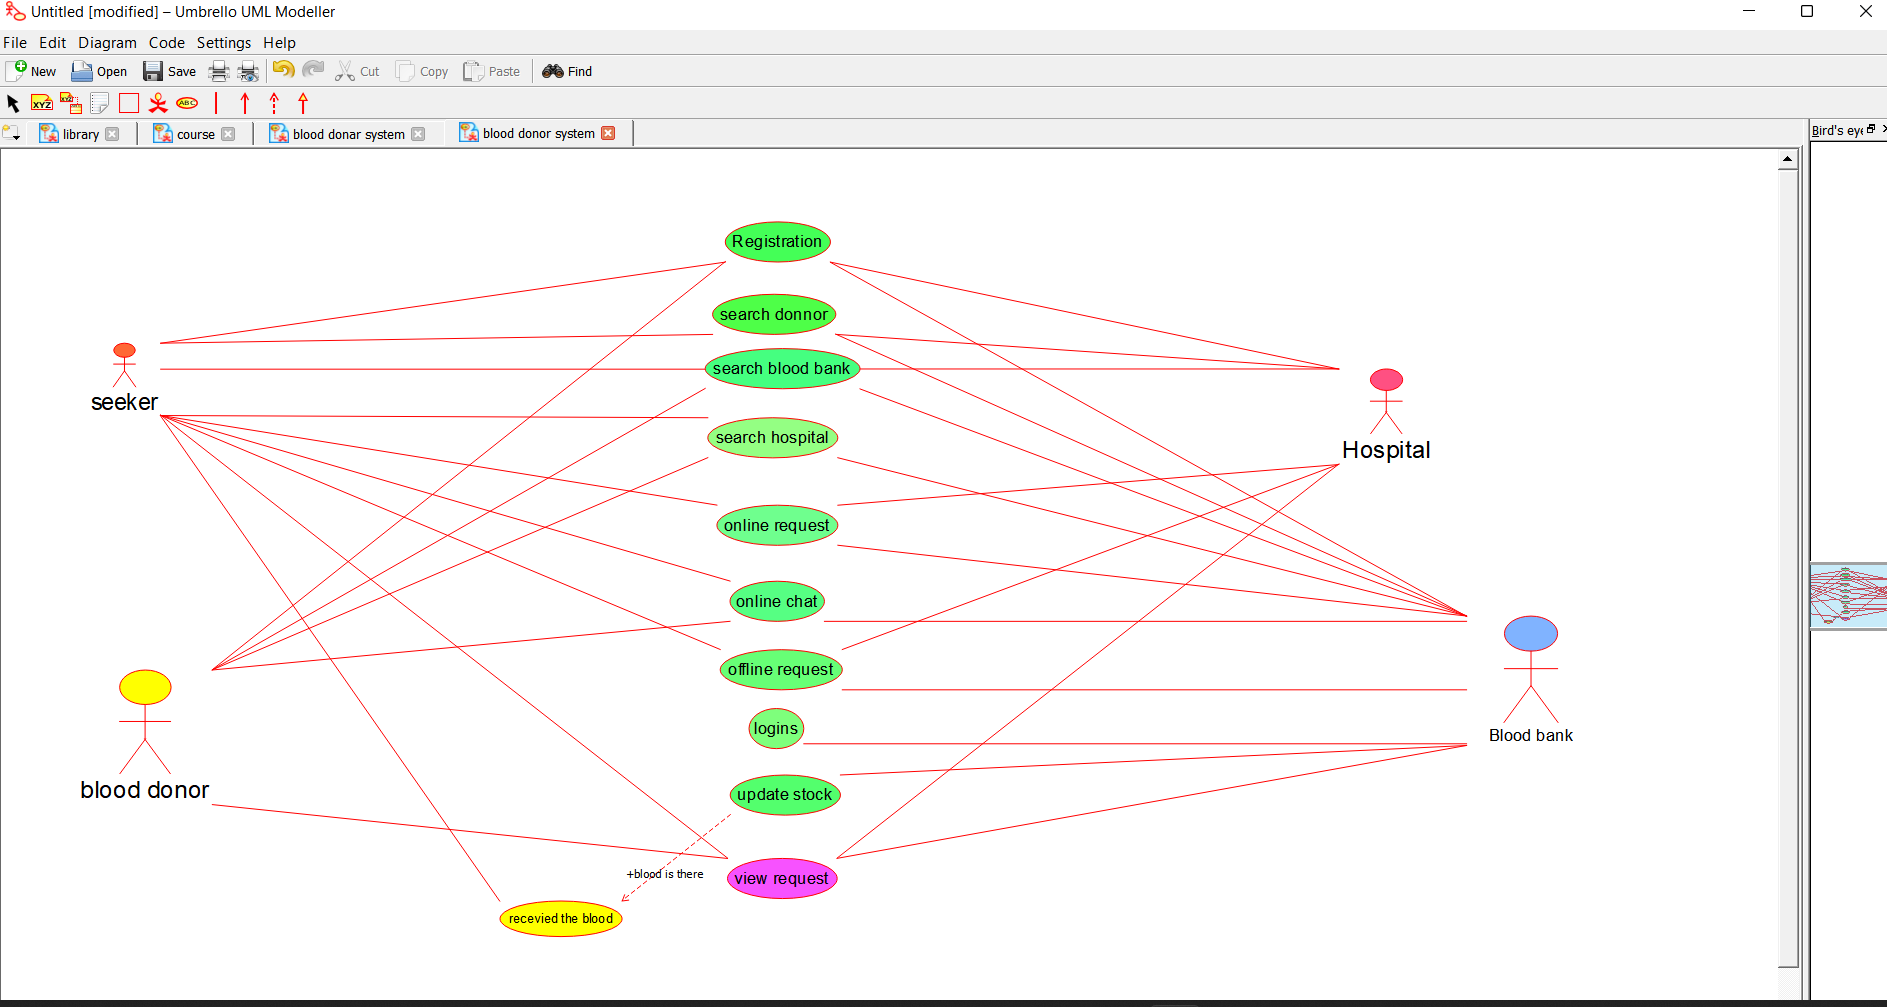 Untitled [modified] – Umbrello UML Modeller
File Edit Diagram Code Settings Help
New Open Save Cut Copy Paste Find
XYZ XYZ ABC
library course blood donar system blood donor system
Bird's eye
Registration
search donnor
search blood bank
seeker
search hospital
Hospital
online request
online chat
offline request
logins
Blood bank
blood donor
update stock
+blood is there
view request
recevied the blood